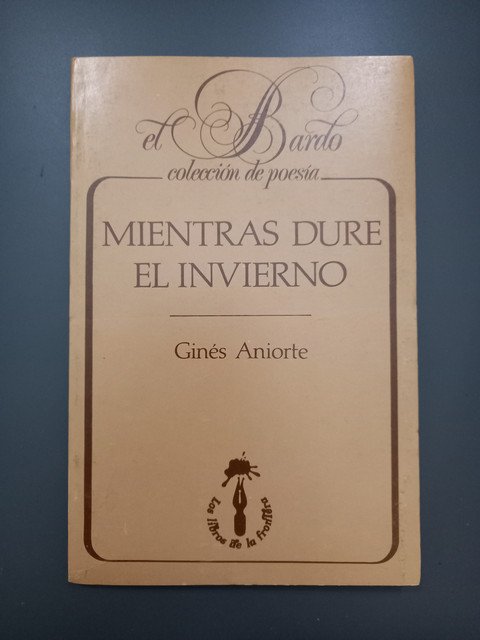 el Bardo
colección de poesía
MIENTRAS DURE
EL INVIERNO
Ginés Aniorte
Los libros de la frontera